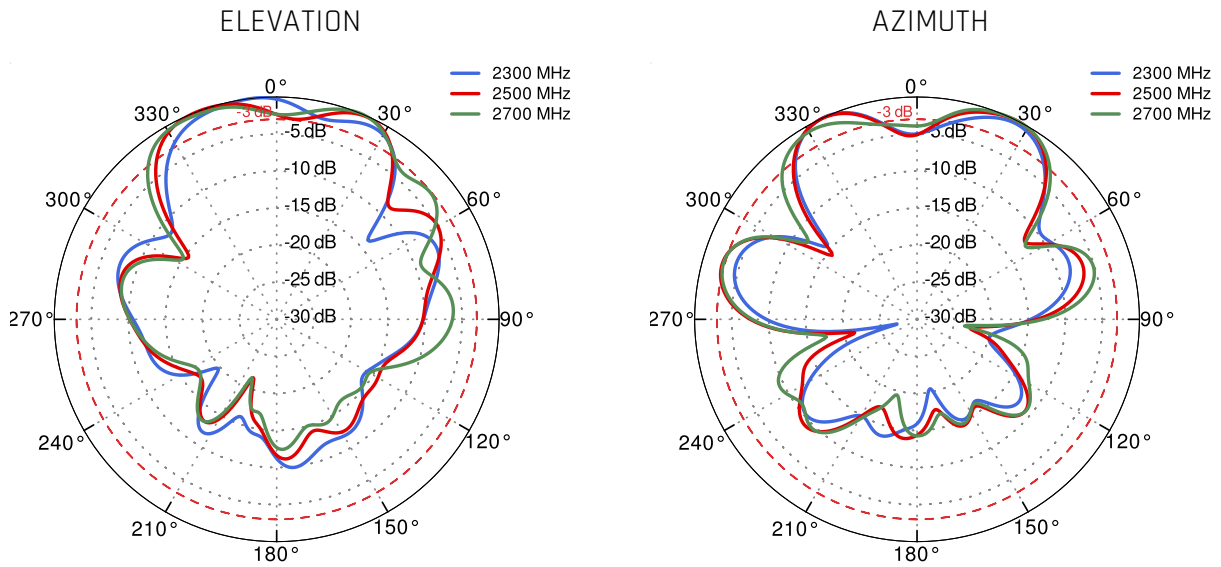 ELEVATION
2300 MHz
2500 MHz
2700 MHz
0°
30°
60°
90°
120°
150°
180°
210°
240°
270°
300°
330°
-3 dB
5 dB
-10 dB
-15 dB
-20 dB
-25 dB
-30 dB
AZIMUTH
2300 MHz
2500 MHz
2700 MHz
0°
30°
60°
90°
120°
150°
180°
210°
240°
270°
300°
330°
-3 dB
5 dB
-10 dB
-15 dB
-20 dB
-25 dB
-30 dB